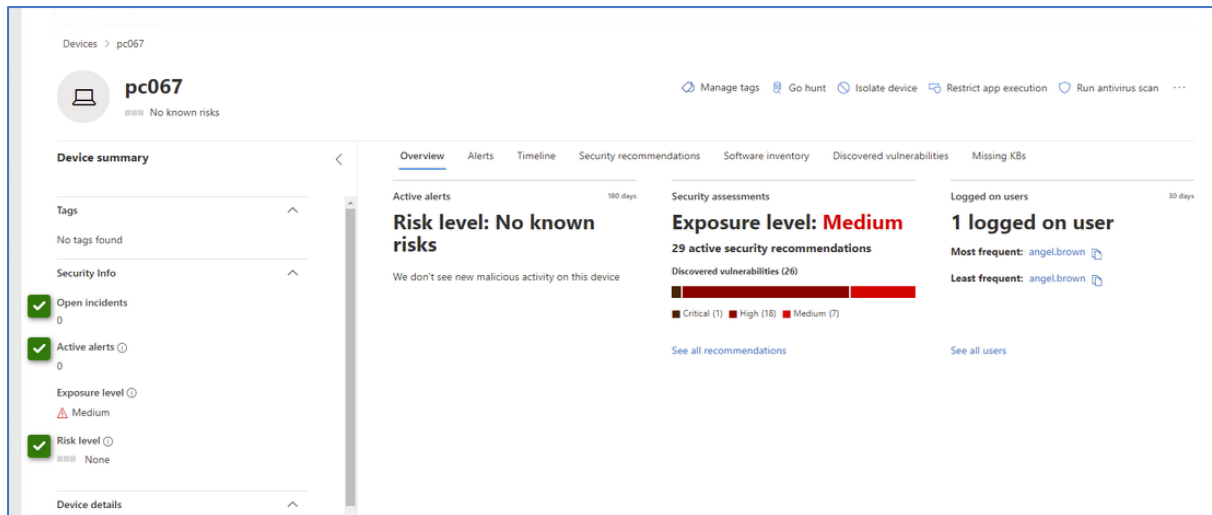 Devices > pc067
pc067
No known risks
Manage tags Go hunt Isolate device Restrict app execution Run antivirus scan ...
Device summary
Overview Alerts Timeline Security recommendations Software inventory Discovered vulnerabilities Missing KBs
Tags
No tags found
Security Info
Open incidents
0
Active alerts
0
Exposure level
Medium
Risk level
None
Device details
Active alerts 180 days
Risk level: No known
risks
We don't see new malicious activity on this device
Security assessments
Exposure level: Medium
29 active security recommendations
Discovered vulnerabilities (26)
Critical (1) High (18) Medium (7)
See all recommendations
Logged on users 30 days
1 logged on user
Most frequent: angel.brown
Least frequent: angel.brown
See all users